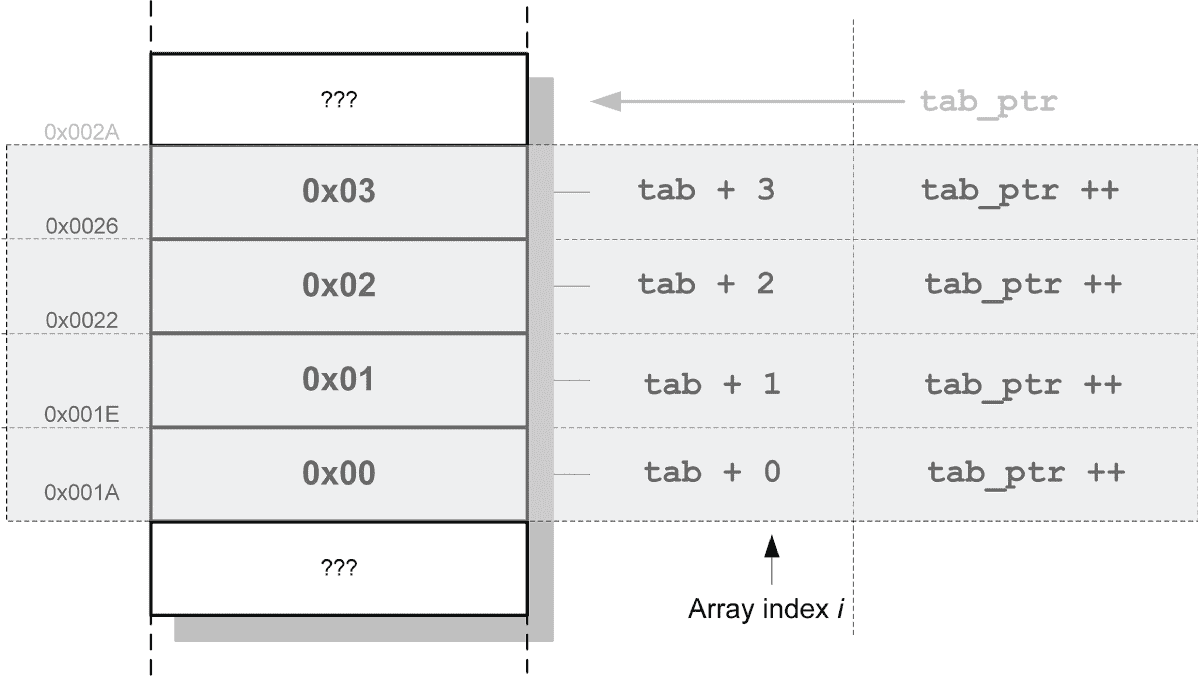 ???
tab_ptr
0x002A
0x03
tab + 3
tab_ptr ++
0x0026
0x02
tab + 2
tab_ptr ++
0x0022
0x01
tab + 1
tab_ptr ++
0x001E
0x00
tab + 0
tab_ptr ++
0x001A
???
Array index i